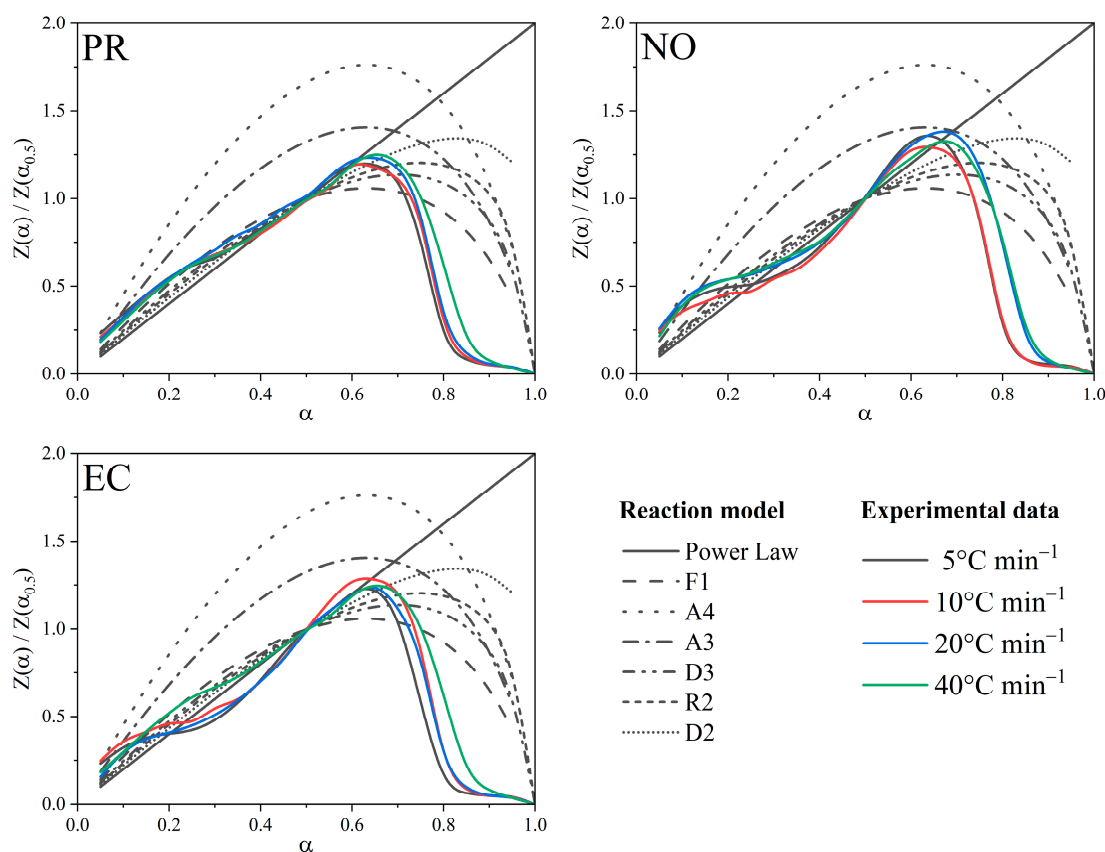 PR
Z(α) / Z(α0.5)
2.0
1.5
1.0
0.5
0.0
0.0 0.2 0.4 0.6 0.8 1.0
α
NO
Z(α) / Z(α0.5)
2.0
1.5
1.0
0.5
0.0
0.0 0.2 0.4 0.6 0.8 1.0
α
EC
Z(α) / Z(α0.5)
2.0
1.5
1.0
0.5
0.0
0.0 0.2 0.4 0.6 0.8 1.0
α
Reaction model
Power Law
F1
A4
A3
D3
R2
D2
Experimental data
5°C min⁻¹
10°C min⁻¹
20°C min⁻¹
40°C min⁻¹